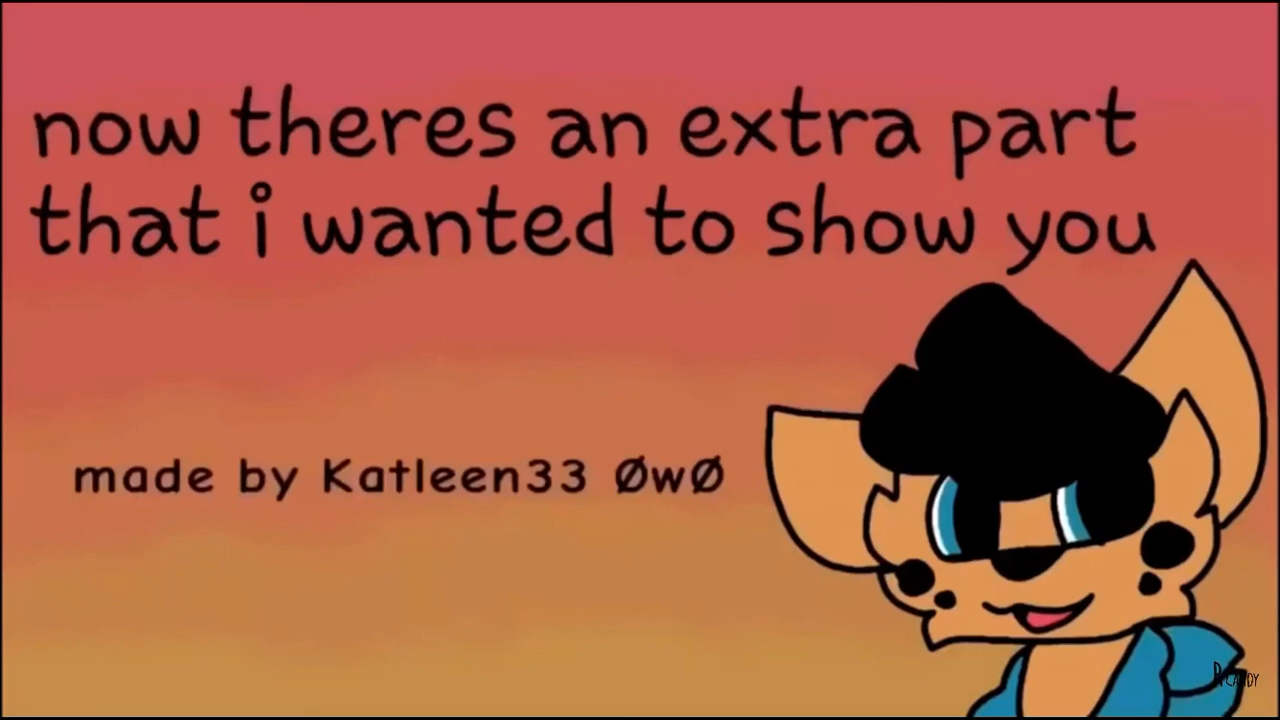 now theres an extra part
that i wanted to show you
made by Katleen33 ØwØ